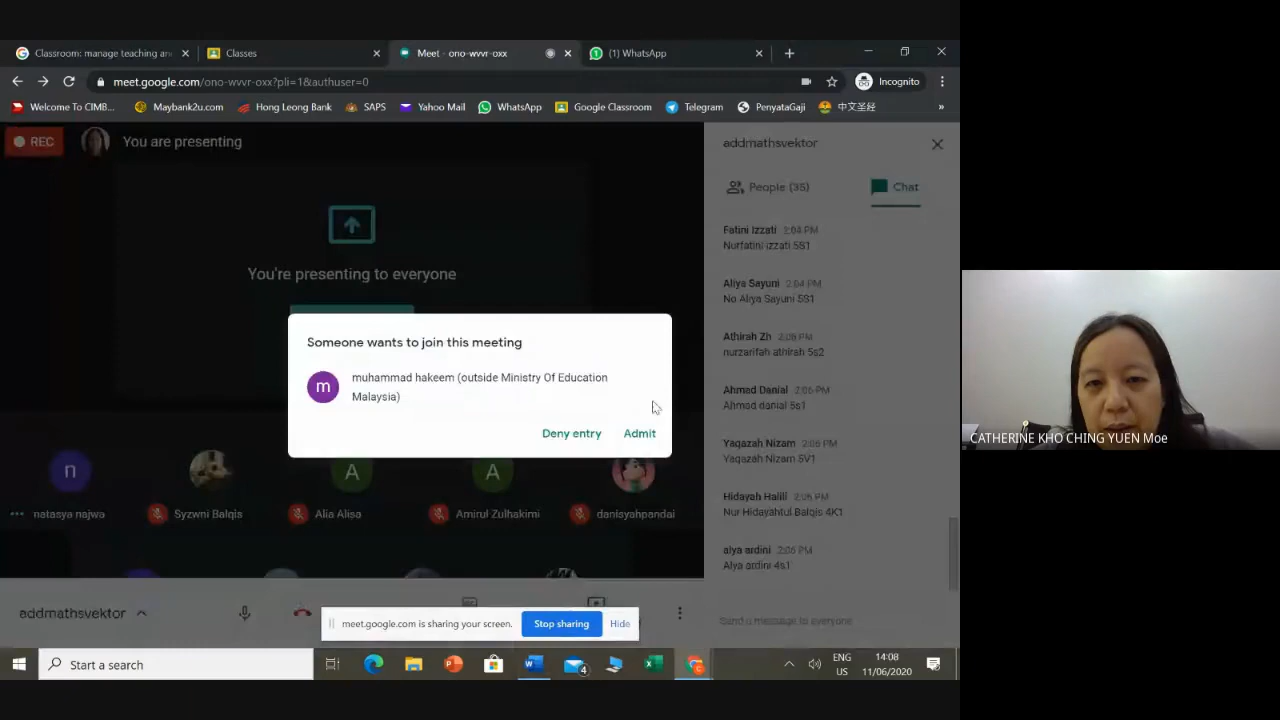 Classroom: manage teaching an
Classes
Meet - ono-wvvr-oxx
(1) WhatsApp
meet.google.com/ono-wvvr-oxx?pli=1&authuser=0
Incognito
Welcome To CIMB...
Maybank2u.com
Hong Leong Bank
SAPS
Yahoo Mail
WhatsApp
Google Classroom
Telegram
PenyataGaji
中文圣经
»
REC
You are presenting
You're presenting to everyone
addmathsvektor
People (35)
Chat
Fatini Izzati 2:04 PM
Nurfatini izzati 5S1
Aliya Sayuni 2:04 PM
No Aliya Sayuni 5S1
Athirah Zh 2:06 PM
nurzarifah athirah 5s2
Ahmad Danial 2:06 PM
Ahmad danial 5s1
Yaqazah Nizam 2:06 PM
Yaqazah Nizam 5V1
Hidayah Halili 2:06 PM
Nur Hidayahtul Balqis 4K1
alya ardini 2:06 PM
Alya ardini 4s1
Send a message to everyone
Someone wants to join this meeting
m
muhammad hakeem (outside Ministry Of Education
Malaysia)
Deny entry
Admit
n
A
A
natasya najwa
Syzwni Balqis
Alia Alisa
Amirul Zulhakimi
danisyahpandai
addmathsvektor
meet.google.com is sharing your screen.
Stop sharing
Hide
Start a search
4
ENG
US
14:08
11/06/2020
CATHERINE KHO CHING YUEN Moe